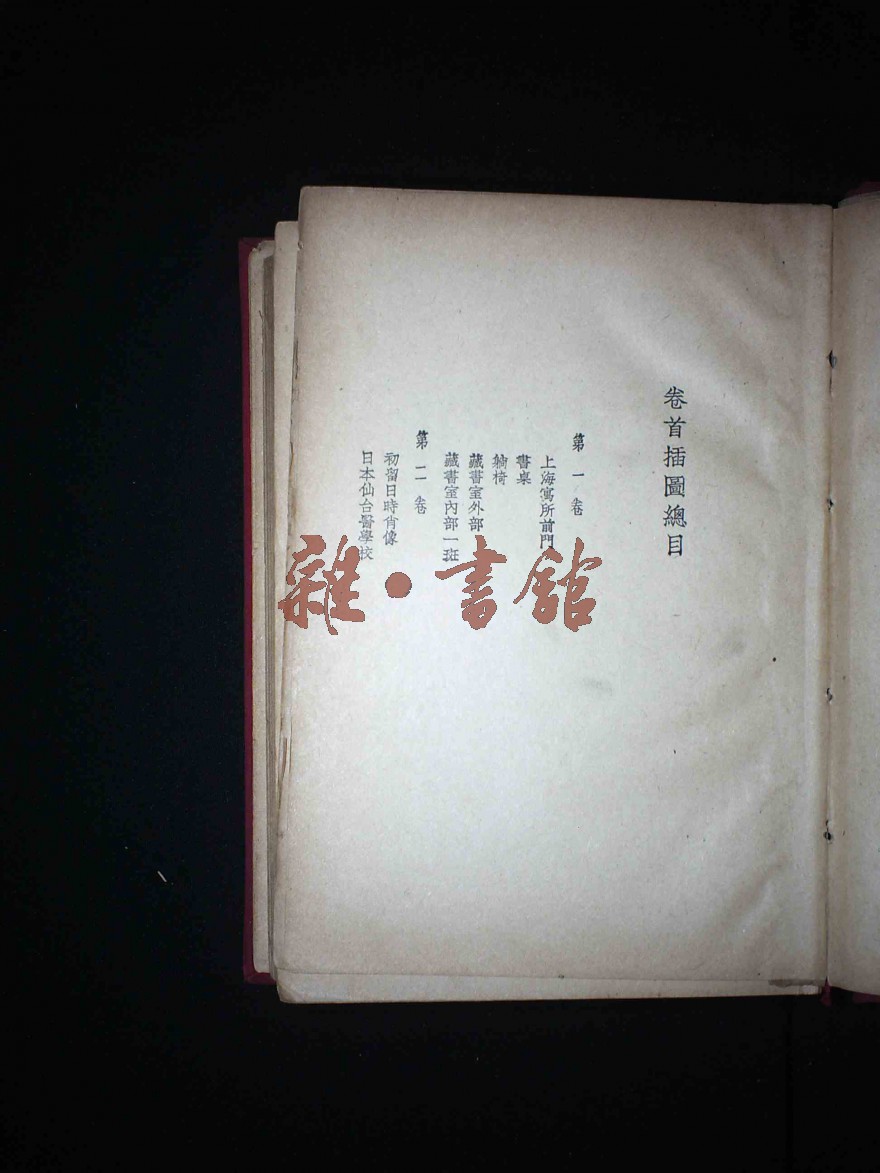 卷首插圖總目
第一卷
上海寓所前門
書桌
躺椅
藏書室外部
藏書室內部一斑
第二卷
初留日時肖像
日本仙台醫學校
雜·書館